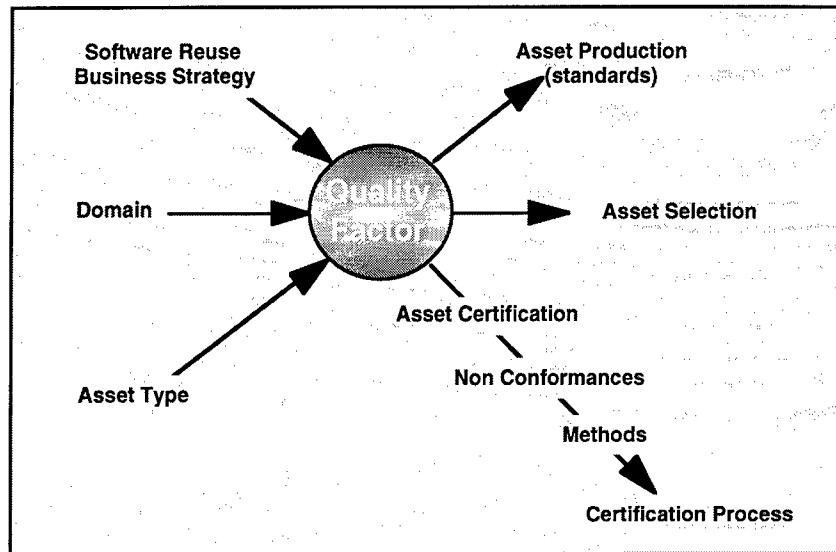 Software Reuse
Business Strategy
Asset Production
(standards)
Domain
Quality
Factor
Asset Selection
Asset Certification
Non Conformances
Asset Type
Methods
Certification Process